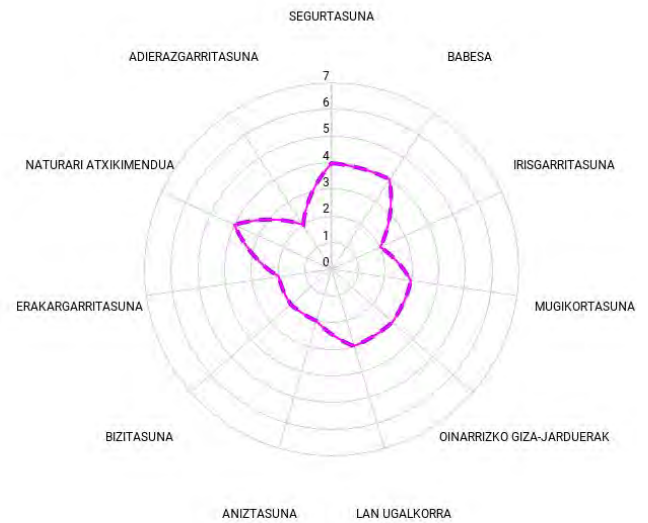 SEGURTASUNA
ADIERAZGARRITASUNA
BABESA
7
6
5
4
3
2
1
0
NATURARI ATXIKIMENDUA
IRISGARRITASUNA
ERAKARGARRITASUNA
MUGIKORTASUNA
BIZITASUNA
OINARRIZKO GIZA-JARDUERAK
ANIZTASUNA
LAN UGALKORRA